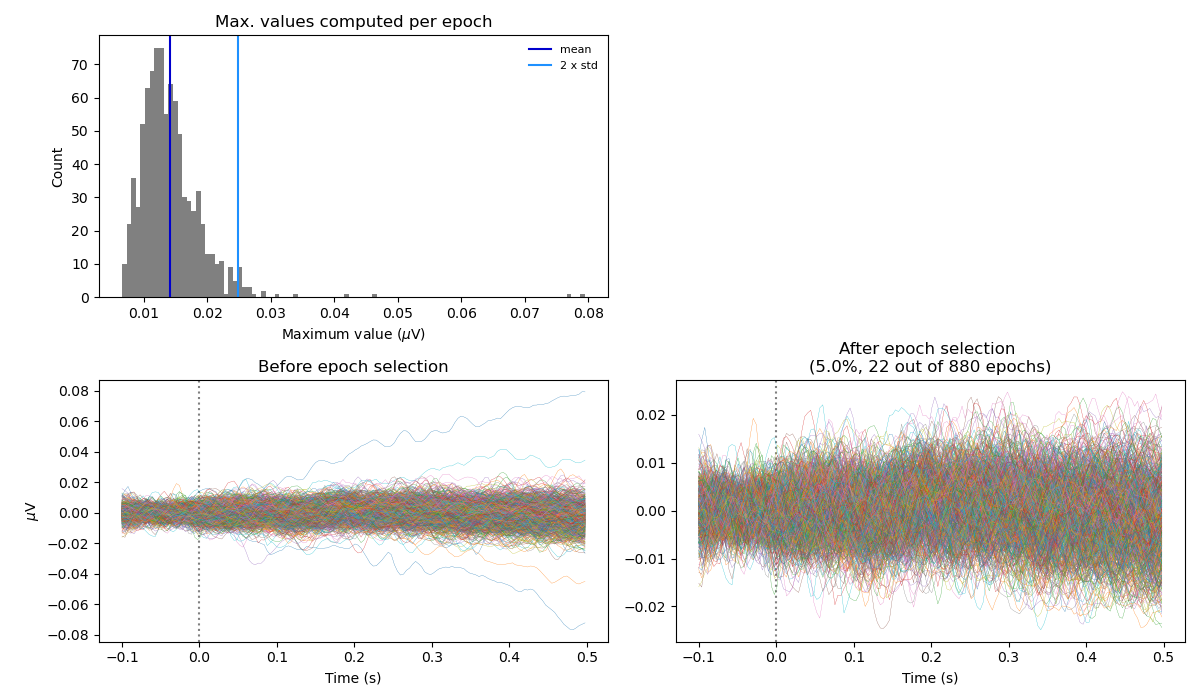 Max. values computed per epoch
mean
2 x std
Count
70
60
50
40
30
20
10
0
0.01 0.02 0.03 0.04 0.05 0.06 0.07 0.08
Maximum value (μV)
Before epoch selection
μV
0.08
0.06
0.04
0.02
0.00
−0.02
−0.04
−0.06
−0.08
−0.1 0.0 0.1 0.2 0.3 0.4 0.5
Time (s)
After epoch selection
(5.0%, 22 out of 880 epochs)
0.02
0.01
0.00
−0.01
−0.02
−0.1 0.0 0.1 0.2 0.3 0.4 0.5
Time (s)